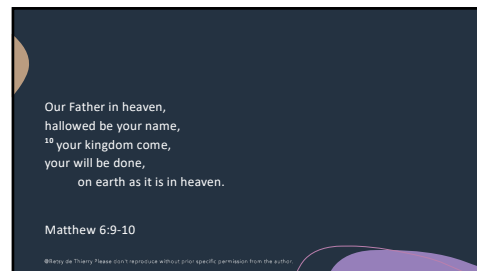 Our Father in heaven,
hallowed be your name,
¹⁰ your kingdom come,
your will be done,
on earth as it is in heaven.
Matthew 6:9-10
©Betsy de Thierry Please don't reproduce without prior specific permission from the author.